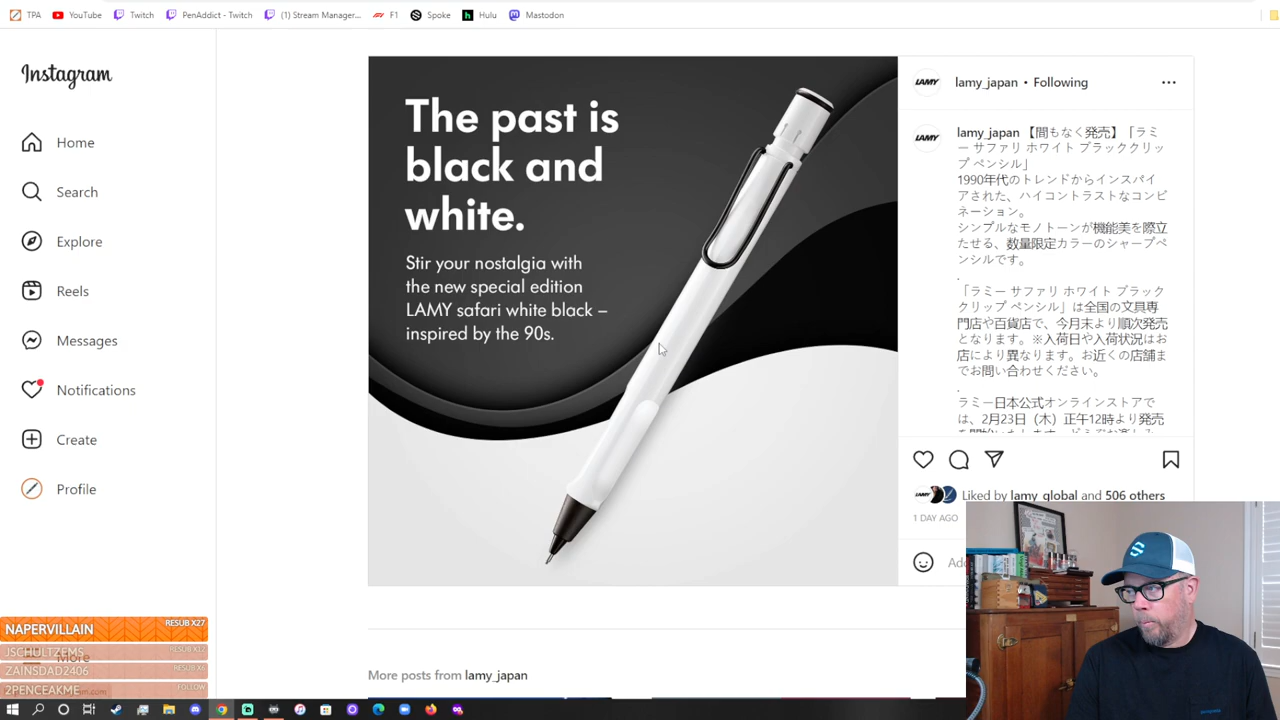 TPA
YouTube
Twitch
PenAddict - Twitch
(1) Stream Manager...
F1
Spoke
Hulu
Mastodon
Instagram
Home
Search
Explore
Reels
Messages
Notifications
Create
Profile
More
NAPERVILLAIN
RESUB X27
JSCHULTZEMS
RESUB X12
ZAINSDAD2406
RESUB X6
2PENCEAKME
FOLLOW
The past is
black and
white.
Stir your nostalgia with
the new special edition
LAMY safari white black –
inspired by the 90s.
LAMY
lamy_japan • Following
LAMY
lamy_japan 【間もなく発売】「ラミ
ー サファリ ホワイト ブラッククリッ
プ ペンシル」
1990年代のトレンドからインスパイ
アされた、ハイコントラストなコンビ
ネーション。
シンプルなモノトーンが機能美を際立
たせる、数量限定カラーのシャープペ
ンシルです。
.
「ラミー サファリ ホワイト ブラック
クリップ ペンシル」は全国の文具専
門店や百貨店で、今月末より順次発売
となります。※入荷日や入荷状況はお
店により異なります。お近くの店舗ま
でお問い合わせください。
.
ラミー日本公式オンラインストアで
は、2月23日（木）正午12時より発売
Liked by lamy_global and 506 others
1 DAY AGO
More posts from lamy_japan